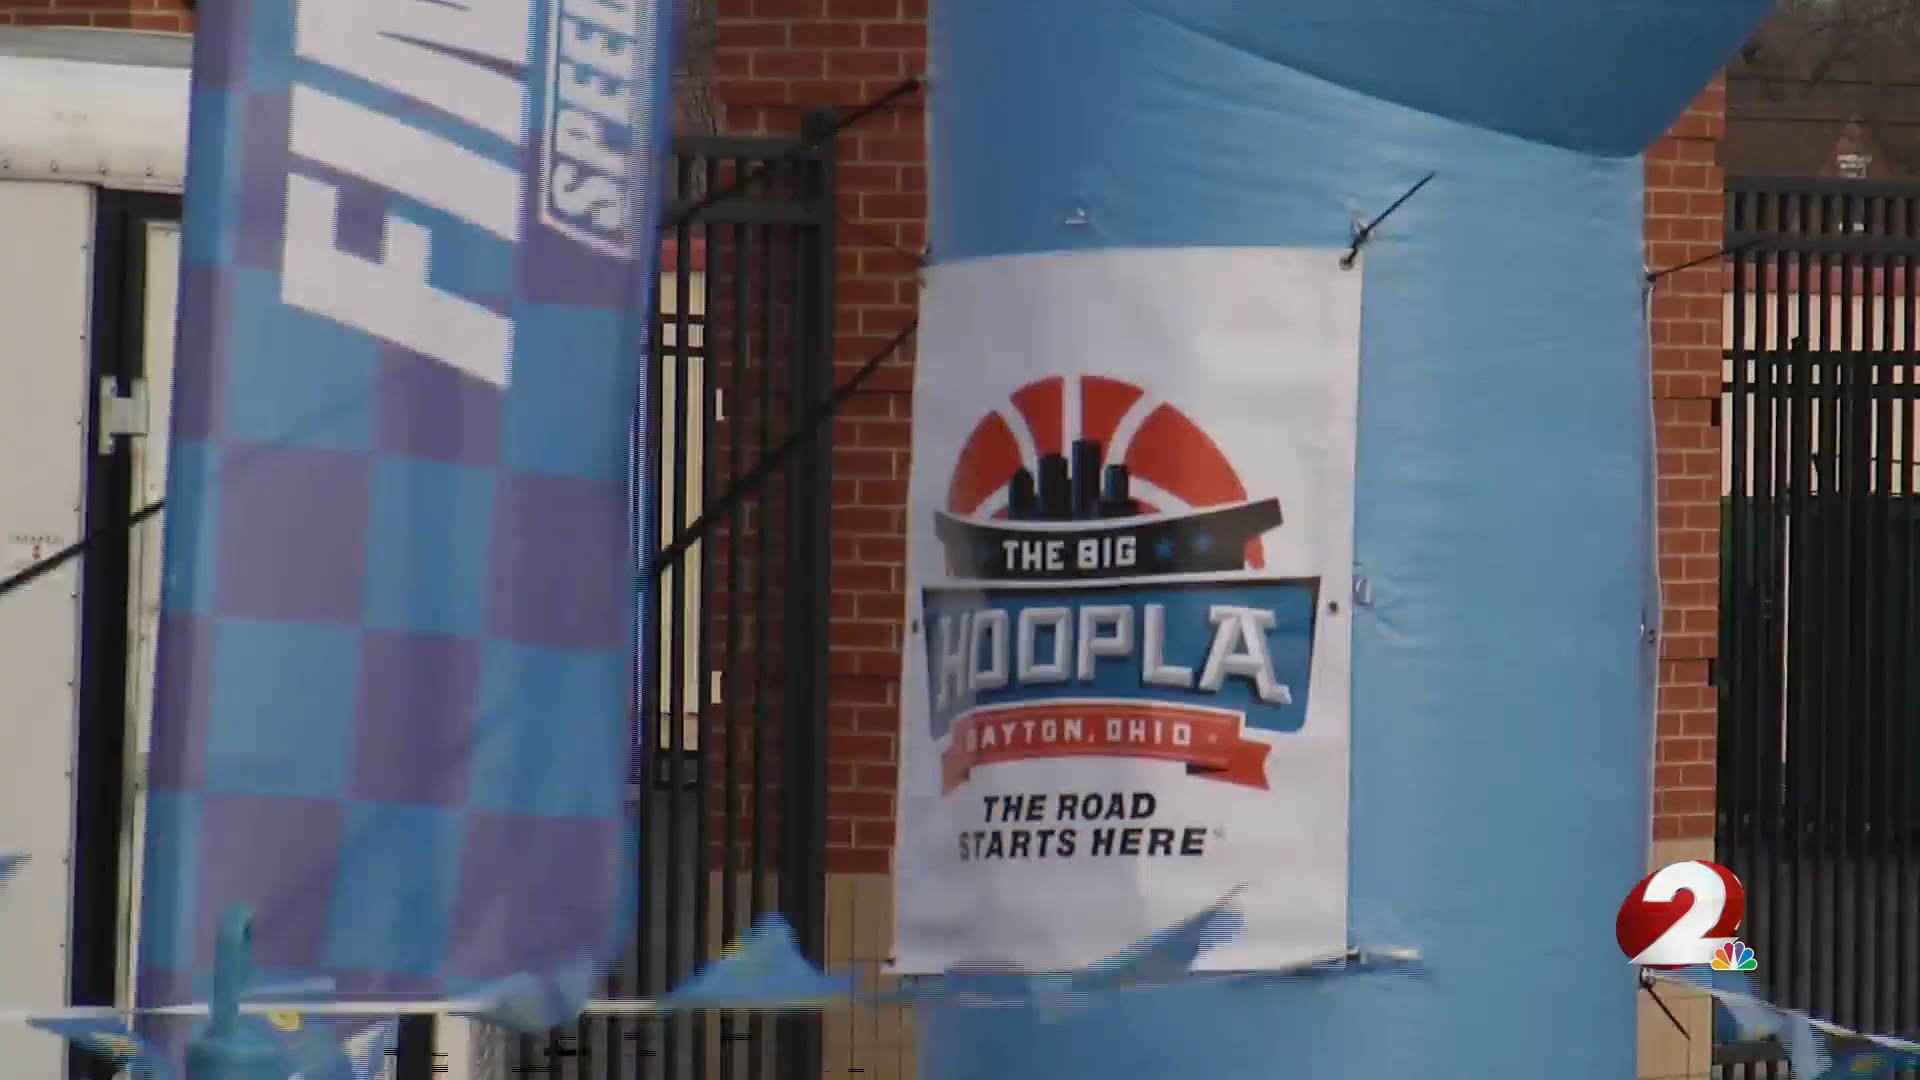 THE BIG
HOOPLA
DAYTON, OHIO
THE ROAD
STARTS HERE
2